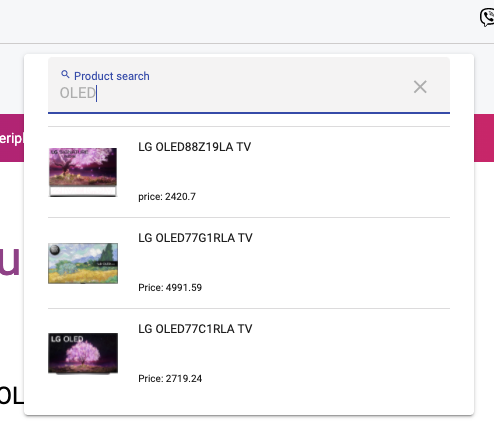 Product search
OLED
eriph
LG OLED88Z19LA TV
price: 2420.7
u
LG OLED77G1RLA TV
Price: 4991.59
LG OLED
LG OLED77C1RLA TV
Price: 2719.24
OL